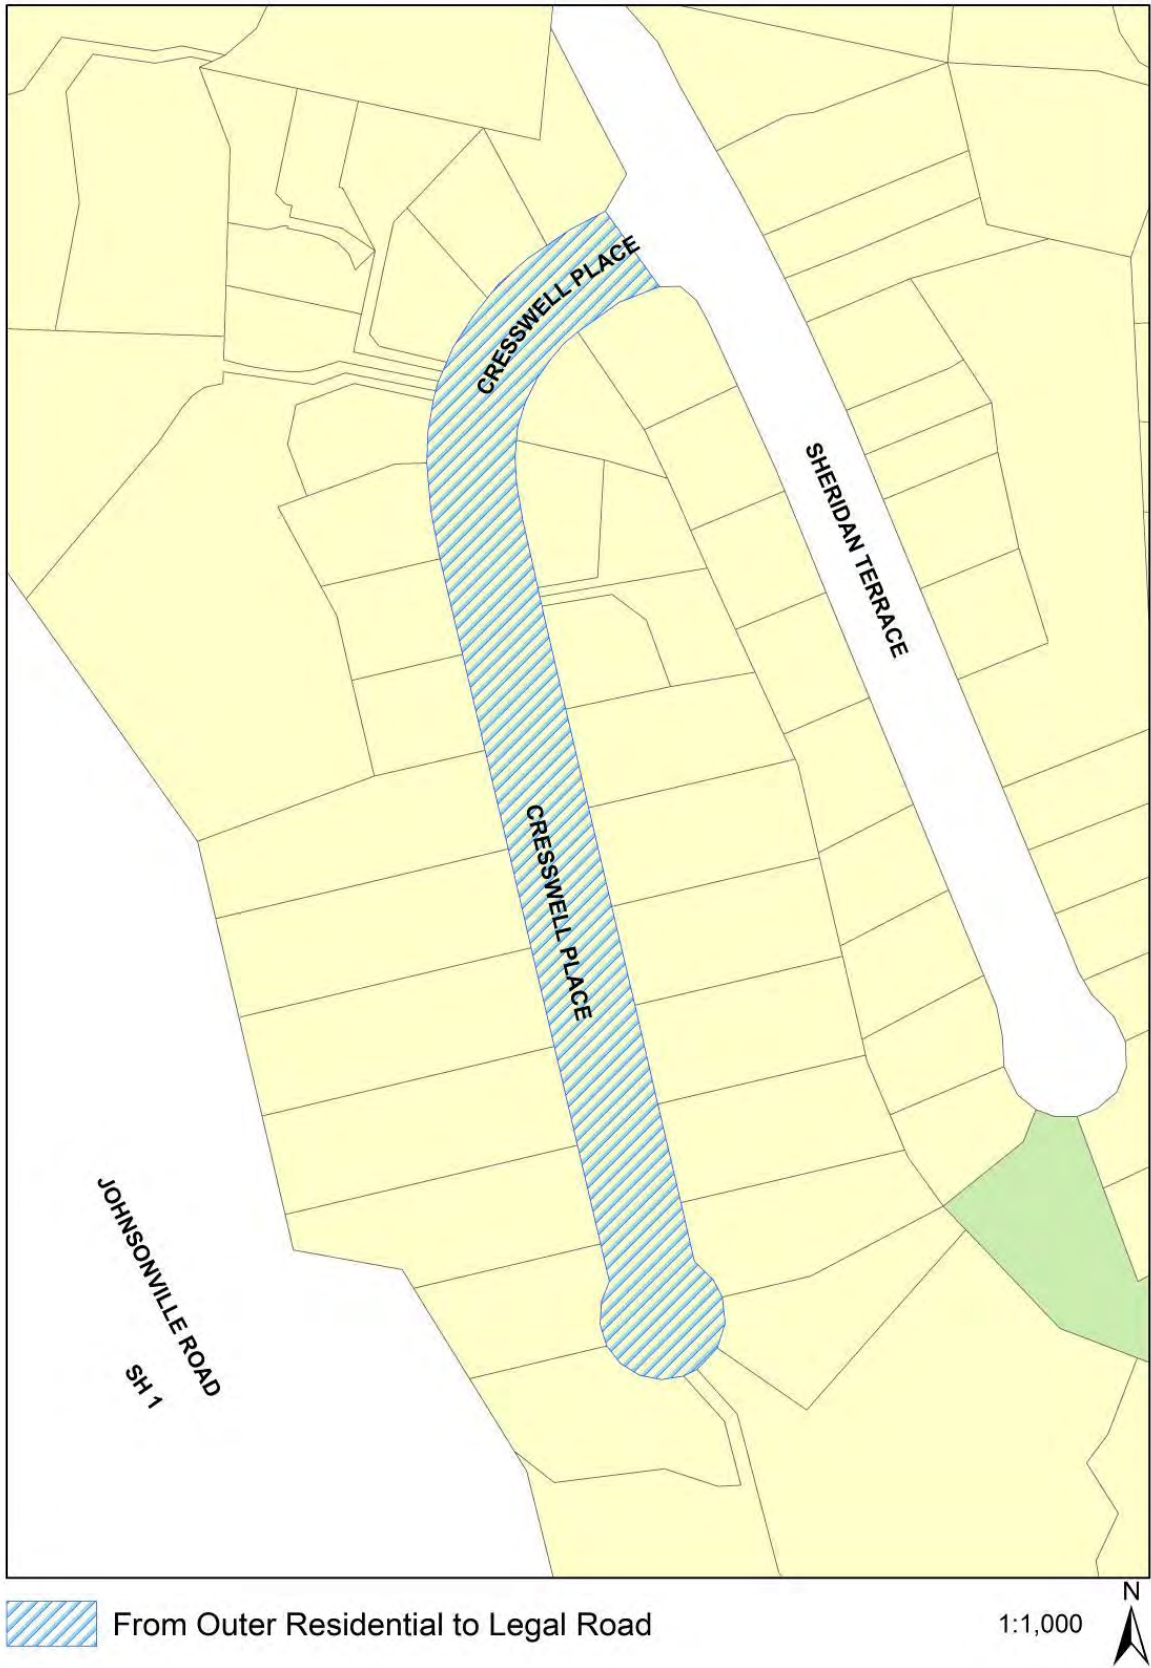 CRESSWELL PLACE
SHERIDAN TERRACE
CRESSWELL PLACE
JOHNSONVILLE ROAD
SH 1
From Outer Residential to Legal Road
1:1,000
N